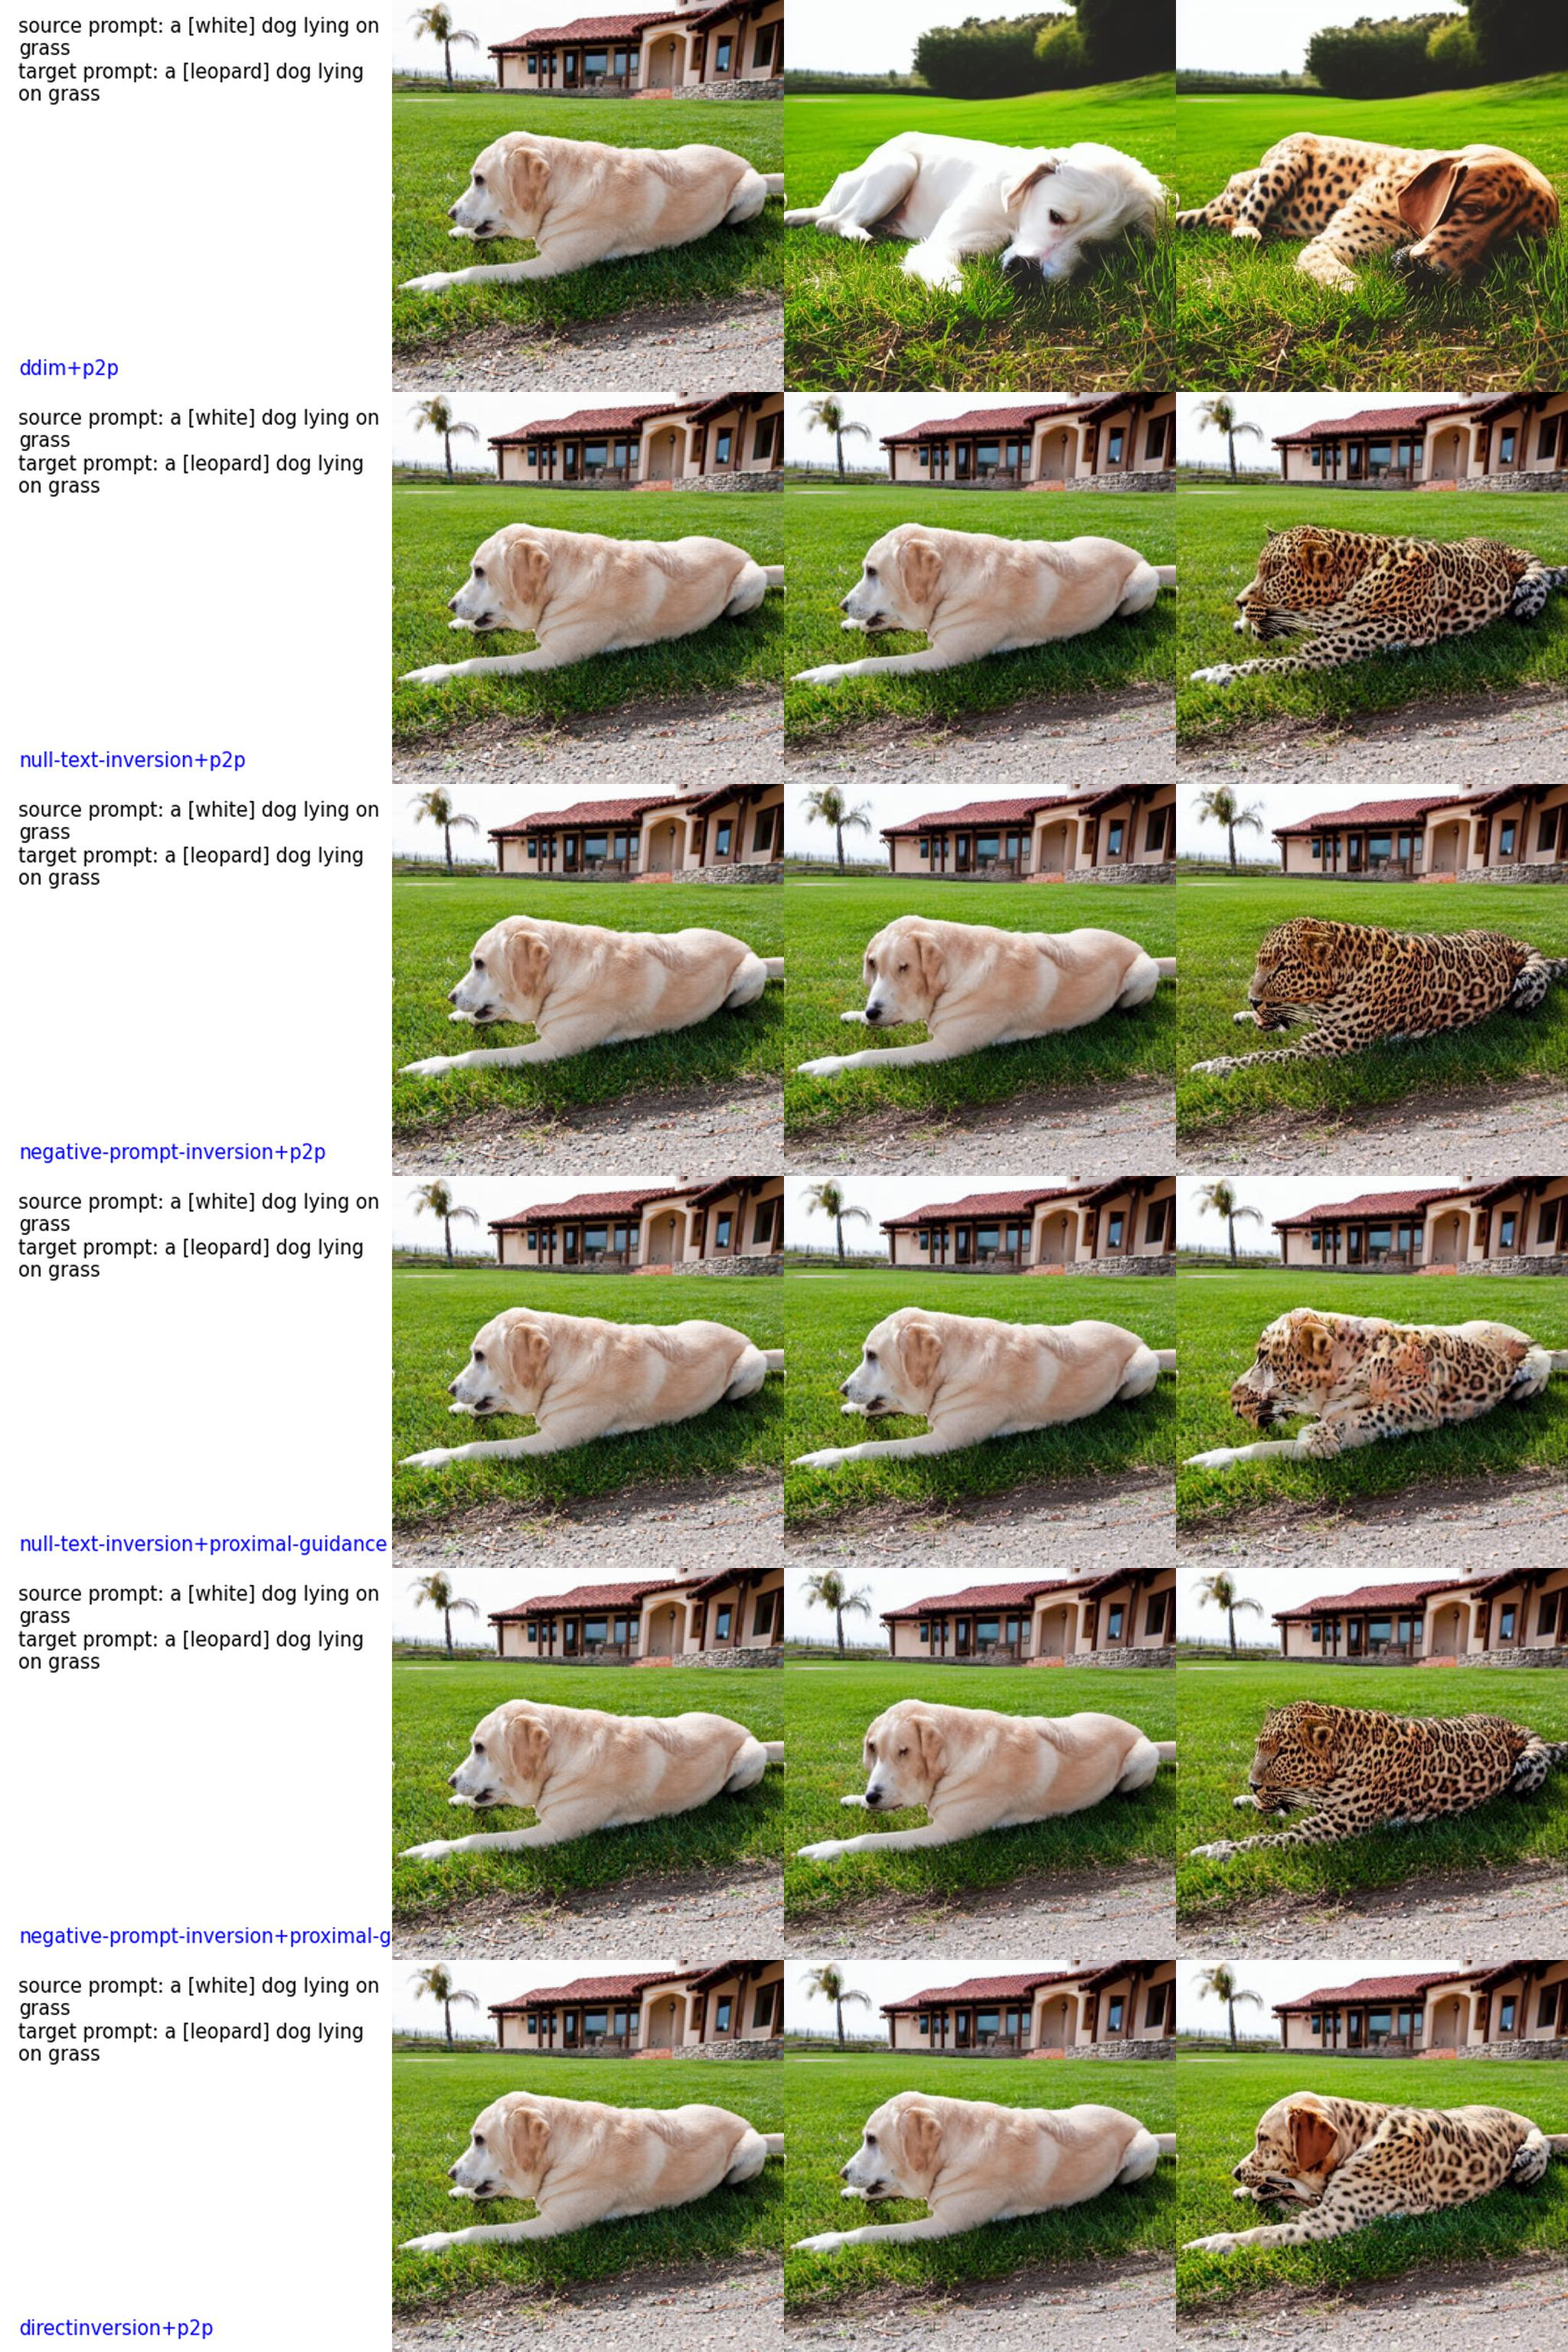 source prompt: a [white] dog lying on
grass
target prompt: a [leopard] dog lying
on grass
ddim+p2p
source prompt: a [white] dog lying on
grass
target prompt: a [leopard] dog lying
on grass
null-text-inversion+p2p
source prompt: a [white] dog lying on
grass
target prompt: a [leopard] dog lying
on grass
negative-prompt-inversion+p2p
source prompt: a [white] dog lying on
grass
target prompt: a [leopard] dog lying
on grass
null-text-inversion+proximal-guidance
source prompt: a [white] dog lying on
grass
target prompt: a [leopard] dog lying
on grass
negative-prompt-inversion+proximal-g
source prompt: a [white] dog lying on
grass
target prompt: a [leopard] dog lying
on grass
directinversion+p2p